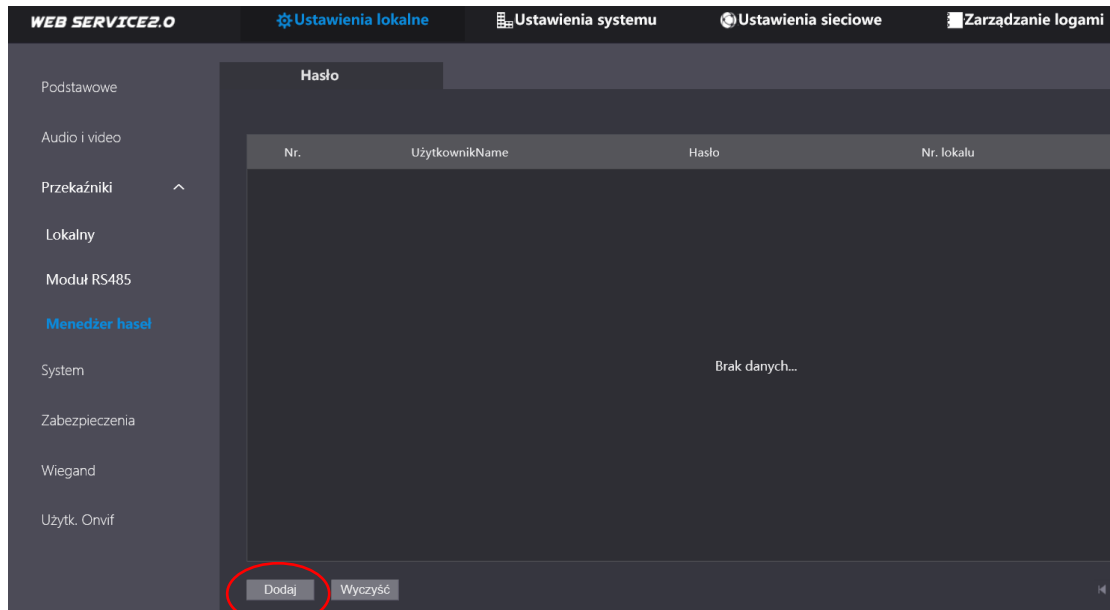 WEB SERVICE2.0 Ustawienia lokalne Ustawienia systemu Ustawienia sieciowe Zarządzanie logami
Hasło
Podstawowe
Audio i video
Przekaźniki
Lokalny
Moduł RS485
Menedżer haseł
System
Zabezpieczenia
Wiegand
Użytk. Onvif
Nr. UżytkownikName Hasło Nr. lokalu
Brak danych...
Dodaj Wyczyść